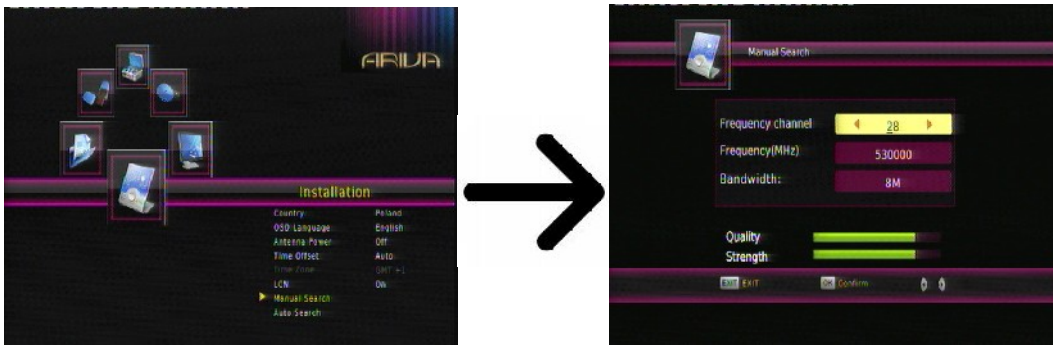 ARIVA
Installation
Country: Poland
OSD Language English
Antenna Power Off
Time Offset Auto
Time Zone GMT +1
LCN ON
Manual Search
Auto Search
Manual Search
Frequency channel 28
Frequency(MHz) 530000
Bandwidth: 8M
Quality
Strength
EXIT EXIT
OK Confirm